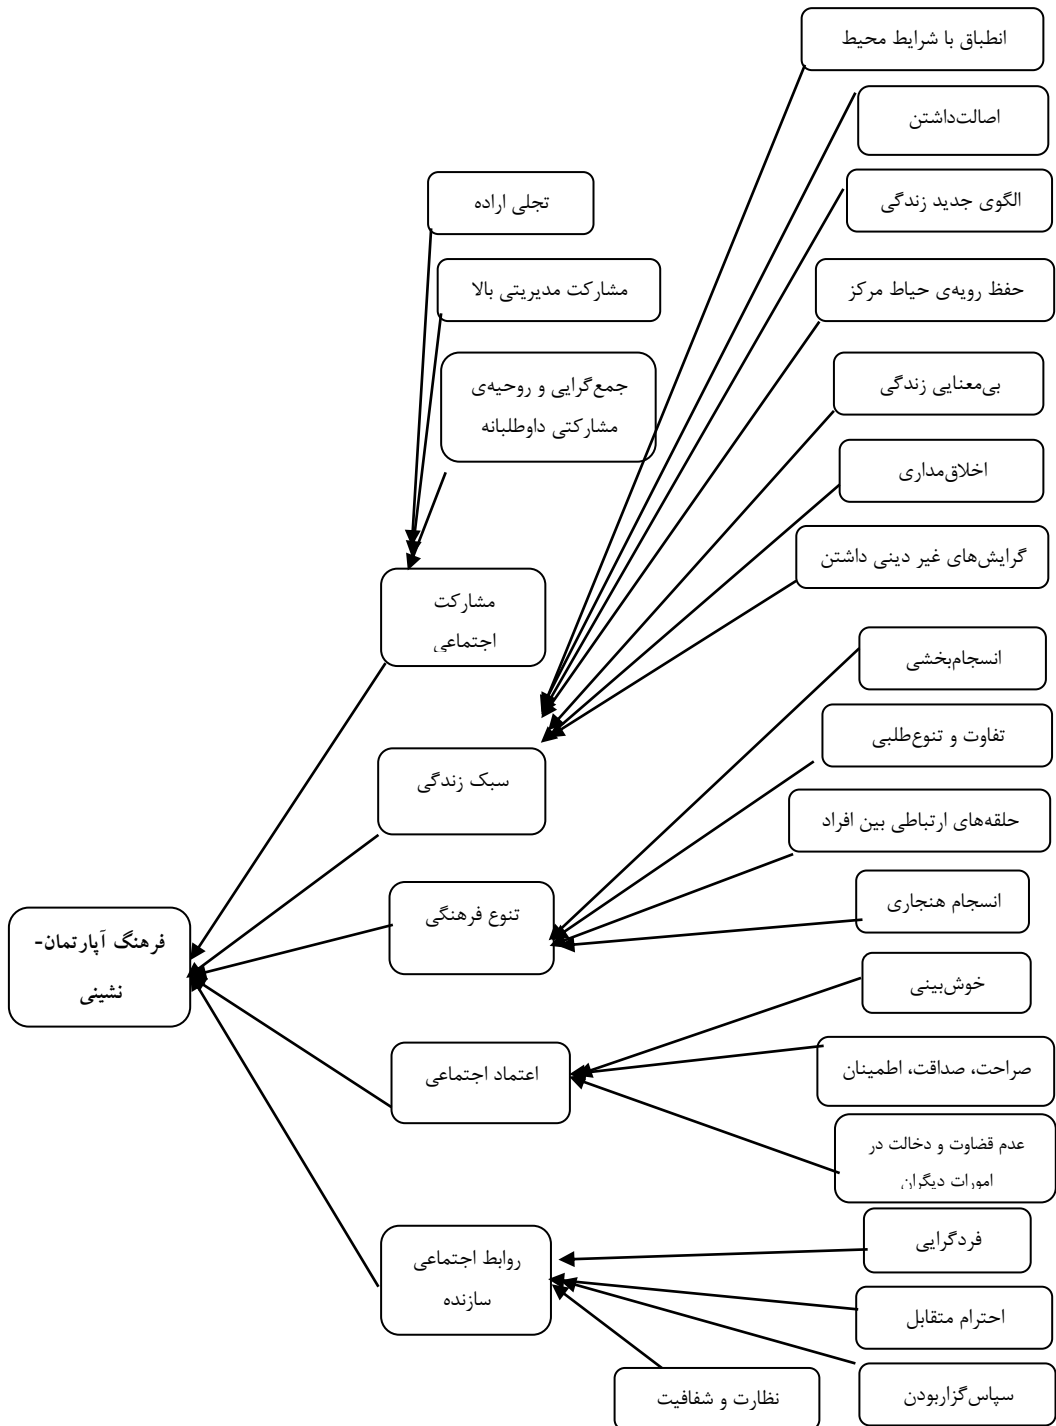 انطباق با شرایط محیط
اصالت‌داشتن
الگوی جدید زندگی
تجلی اراده
حفظ رویه‌ی حیاط مرکز
مشارکت مدیریتی بالا
جمع‌گرایی و روحیه‌ی
مشارکتی داوطلبانه
بی‌معنایی زندگی
اخلاق‌مداری
گرایش‌های غیر دینی داشتن
مشارکت
اجتماعی
انسجام‌بخشی
تفاوت و تنوع‌طلبی
سبک زندگی
حلقه‌های ارتباطی بین افراد
انسجام هنجاری
تنوع فرهنگی
فرهنگ آپارتمان-
نشینی
خوش‌بینی
صراحت، صداقت، اطمینان
اعتماد اجتماعی
عدم قضاوت و دخالت در
امورات دیگران
فردگرایی
روابط اجتماعی
سازنده
احترام متقابل
سپاس‌گزاربودن
نظارت و شفافیت